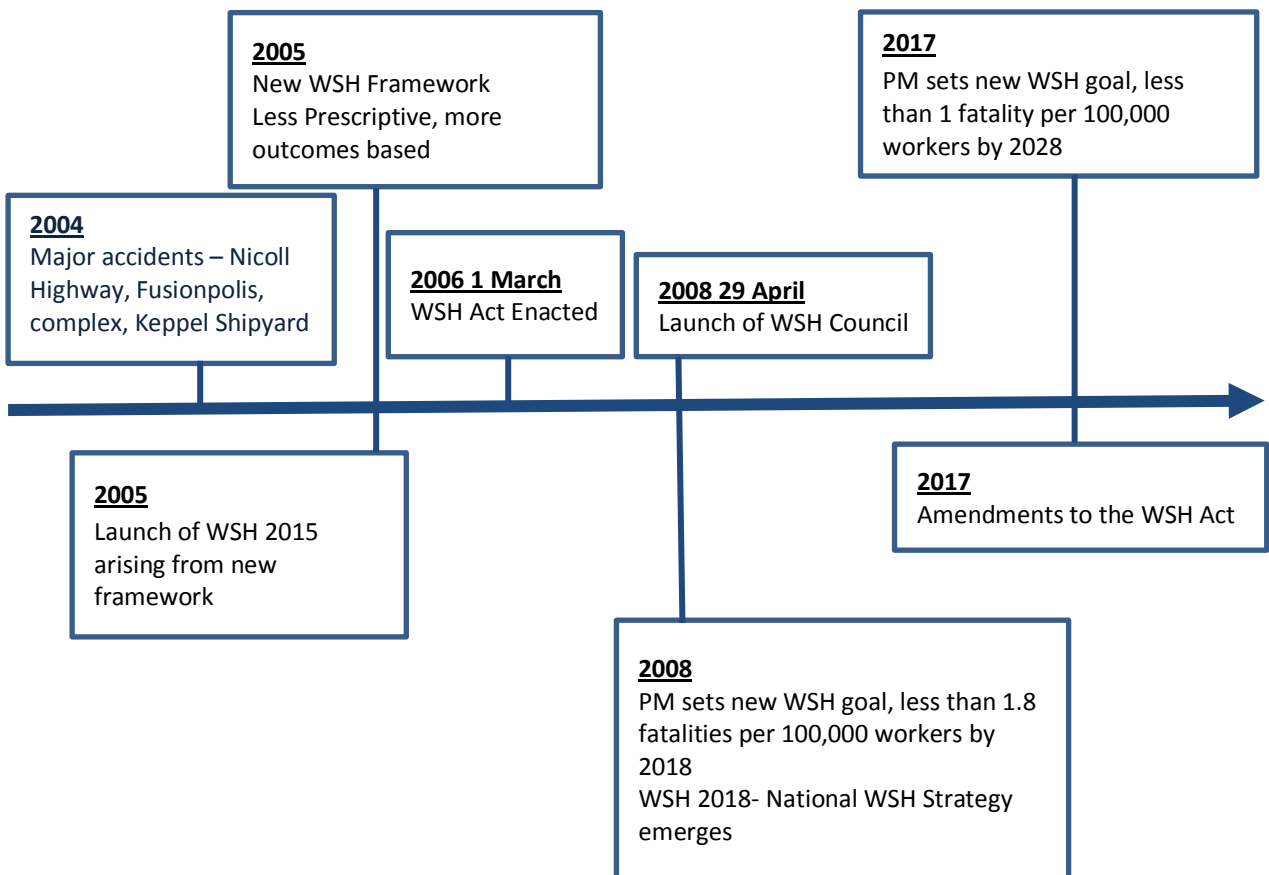 2005
New WSH Framework
Less Prescriptive, more
outcomes based
2017
PM sets new WSH goal, less
than 1 fatality per 100,000
workers by 2028
2004
Major accidents – Nicoll
Highway, Fusionpolis,
complex, Keppel Shipyard
2006 1 March
WSH Act Enacted
2008 29 April
Launch of WSH Council
2005
Launch of WSH 2015
arising from new
framework
2017
Amendments to the WSH Act
2008
PM sets new WSH goal, less than 1.8
fatalities per 100,000 workers by
2018
WSH 2018- National WSH Strategy
emerges